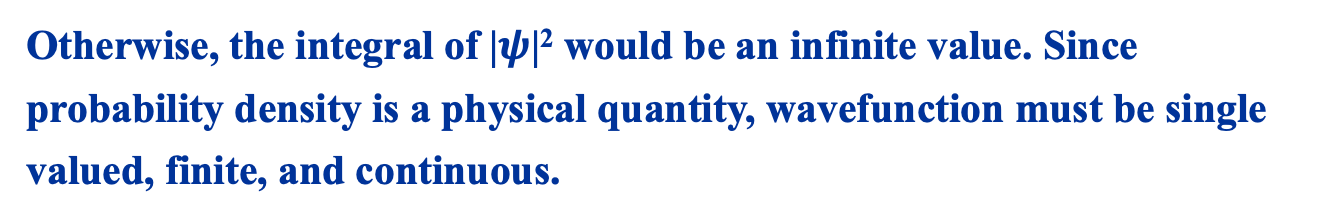 Otherwise, the integral of |ψ|² would be an infinite value. Since
probability density is a physical quantity, wavefunction must be single
valued, finite, and continuous.